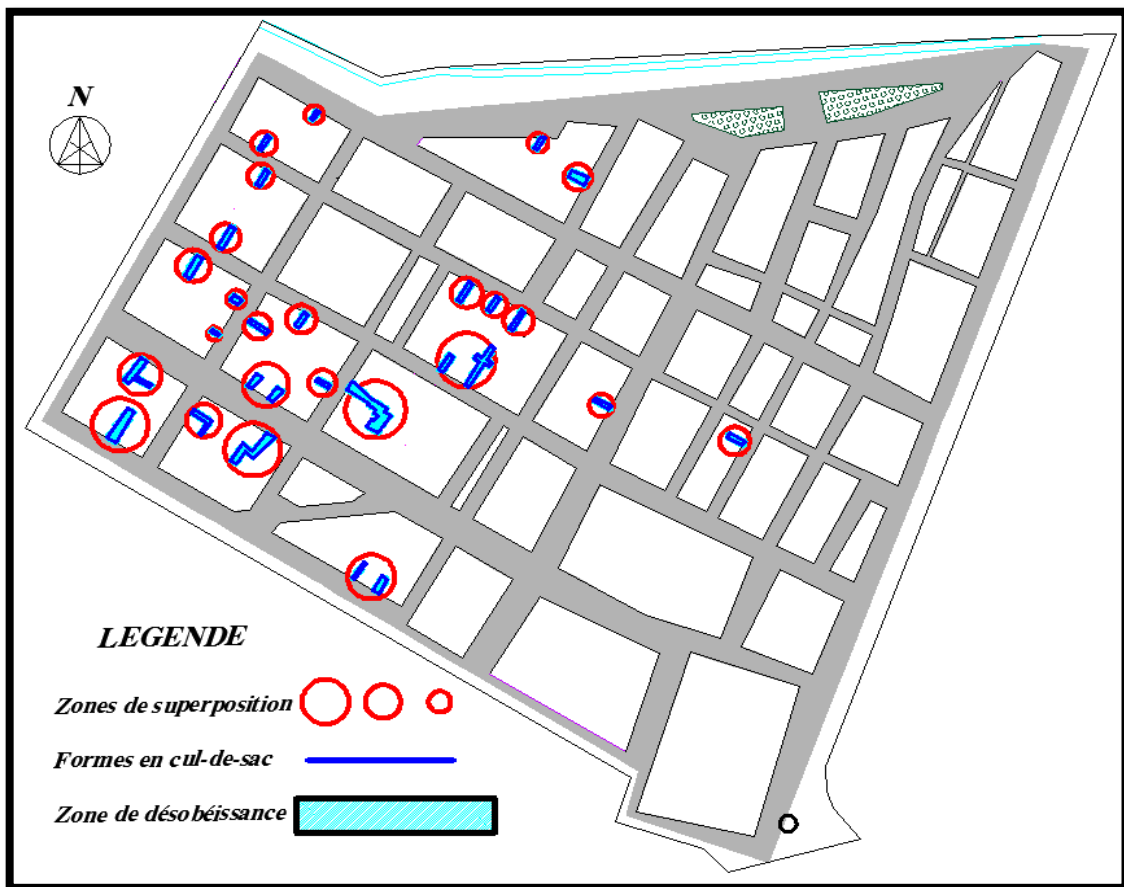 N
LEGENDE
Zones de superposition
Formes en cul-de-sac
Zone de désobéissance